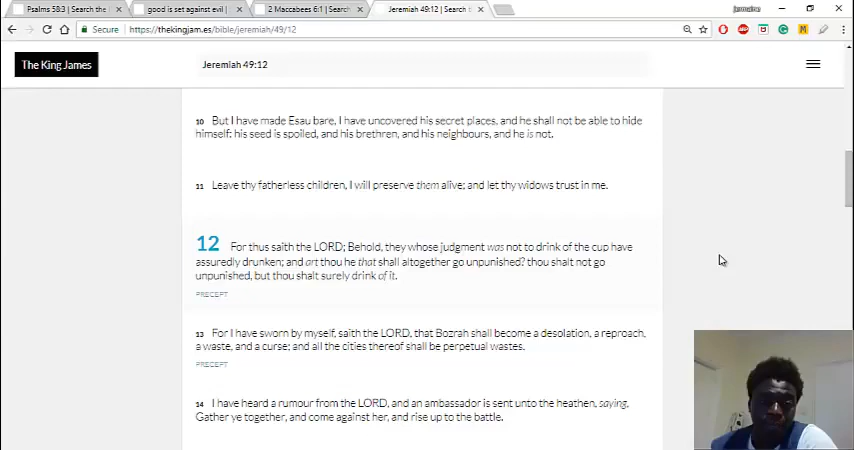 Psalms 58:3 | Search the
good is set against evil |
2 Maccabees 6:1 | Search
Jeremiah 49:12 | Search t
jermaine
Secure
https://thekingjam.es/bible/jeremiah/49/12
The King James
Jeremiah 49:12
10 But I have made Esau bare, I have uncovered his secret places, and he shall not be able to hide
himself: his seed is spoiled, and his brethren, and his neighbours, and he is not.
11 Leave thy fatherless children, I will preserve them alive; and let thy widows trust in me.
12 For thus saith the LORD; Behold, they whose judgment was not to drink of the cup have
assuredly drunken; and art thou he that shall altogether go unpunished? thou shalt not go
unpunished, but thou shalt surely drink of it.
PRECEPT
13 For I have sworn by myself, saith the LORD, that Bozrah shall become a desolation, a reproach,
a waste, and a curse; and all the cities thereof shall be perpetual wastes.
PRECEPT
14 I have heard a rumour from the LORD, and an ambassador is sent unto the heathen, saying,
Gather ye together, and come against her, and rise up to the battle.